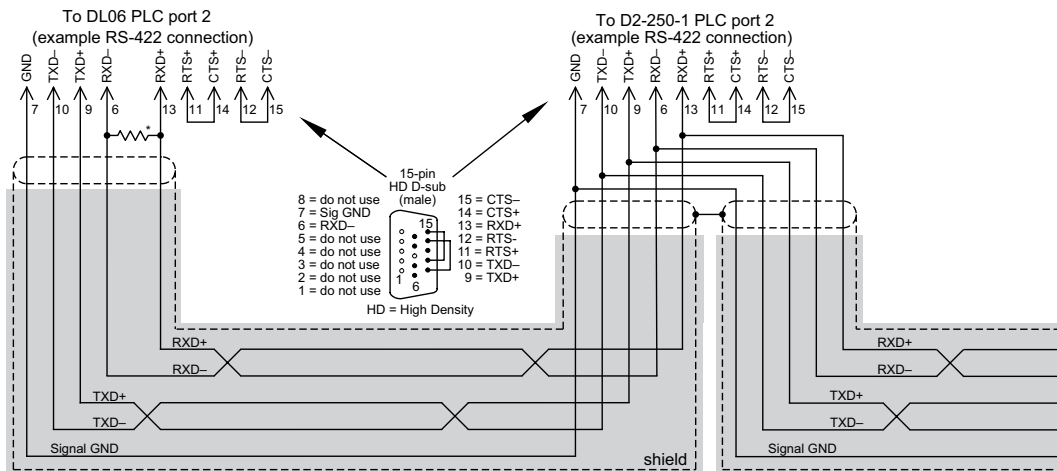 To DL06 PLC port 2
(example RS-422 connection)
GND
TXD–
TXD+
RXD–
RXD+
RTS+
CTS+
RTS–
CTS–
7
10
9
6
13
11
14
12
15
*
To D2-250-1 PLC port 2
(example RS-422 connection)
GND
TXD–
TXD+
RXD–
RXD+
RTS+
CTS+
RTS–
CTS–
7
10
9
6
13
11
14
12
15
15-pin
HD D-sub
(male)
8 = do not use
7 = Sig GND
6 = RXD–
5 = do not use
4 = do not use
3 = do not use
2 = do not use
1 = do not use
15
1
6
15 = CTS–
14 = CTS+
13 = RXD+
12 = RTS-
11 = RTS+
10 = TXD–
9 = TXD+
HD = High Density
RXD+
RXD–
TXD+
TXD–
Signal GND
shield
RXD+
RXD–
TXD+
TXD–
Signal GND